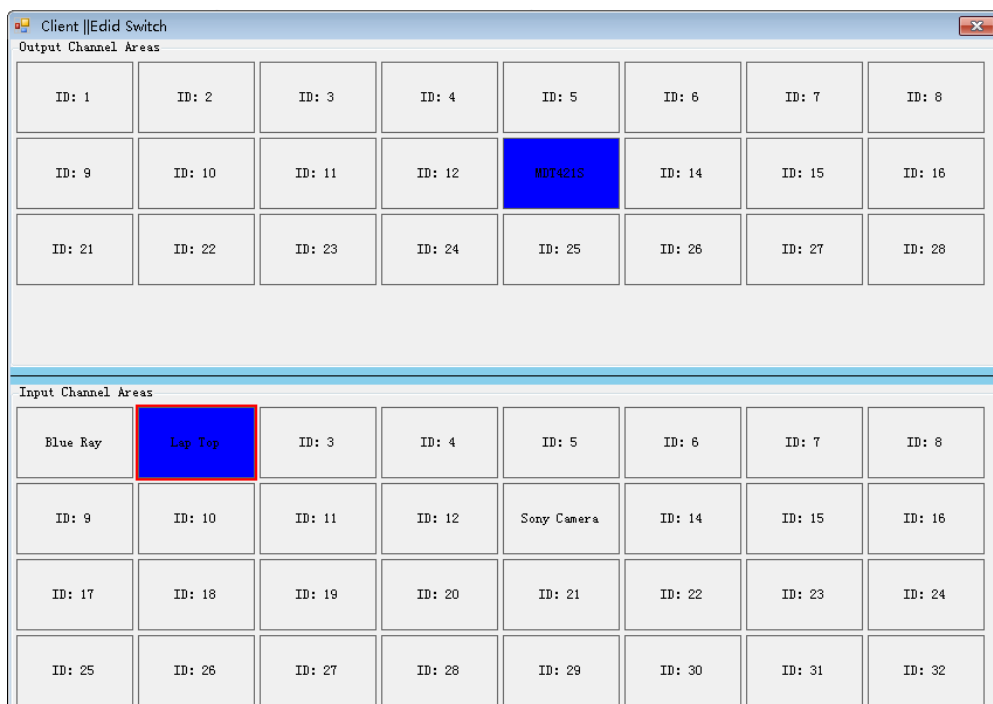 Client ||Edid Switch
Output Channel Areas
ID: 1 ID: 2 ID: 3 ID: 4 ID: 5 ID: 6 ID: 7 ID: 8
ID: 9 ID: 10 ID: 11 ID: 12 MDT421S ID: 14 ID: 15 ID: 16
ID: 21 ID: 22 ID: 23 ID: 24 ID: 25 ID: 26 ID: 27 ID: 28
Input Channel Areas
Blue Ray Lap Top ID: 3 ID: 4 ID: 5 ID: 6 ID: 7 ID: 8
ID: 9 ID: 10 ID: 11 ID: 12 Sony Camera ID: 14 ID: 15 ID: 16
ID: 17 ID: 18 ID: 19 ID: 20 ID: 21 ID: 22 ID: 23 ID: 24
ID: 25 ID: 26 ID: 27 ID: 28 ID: 29 ID: 30 ID: 31 ID: 32